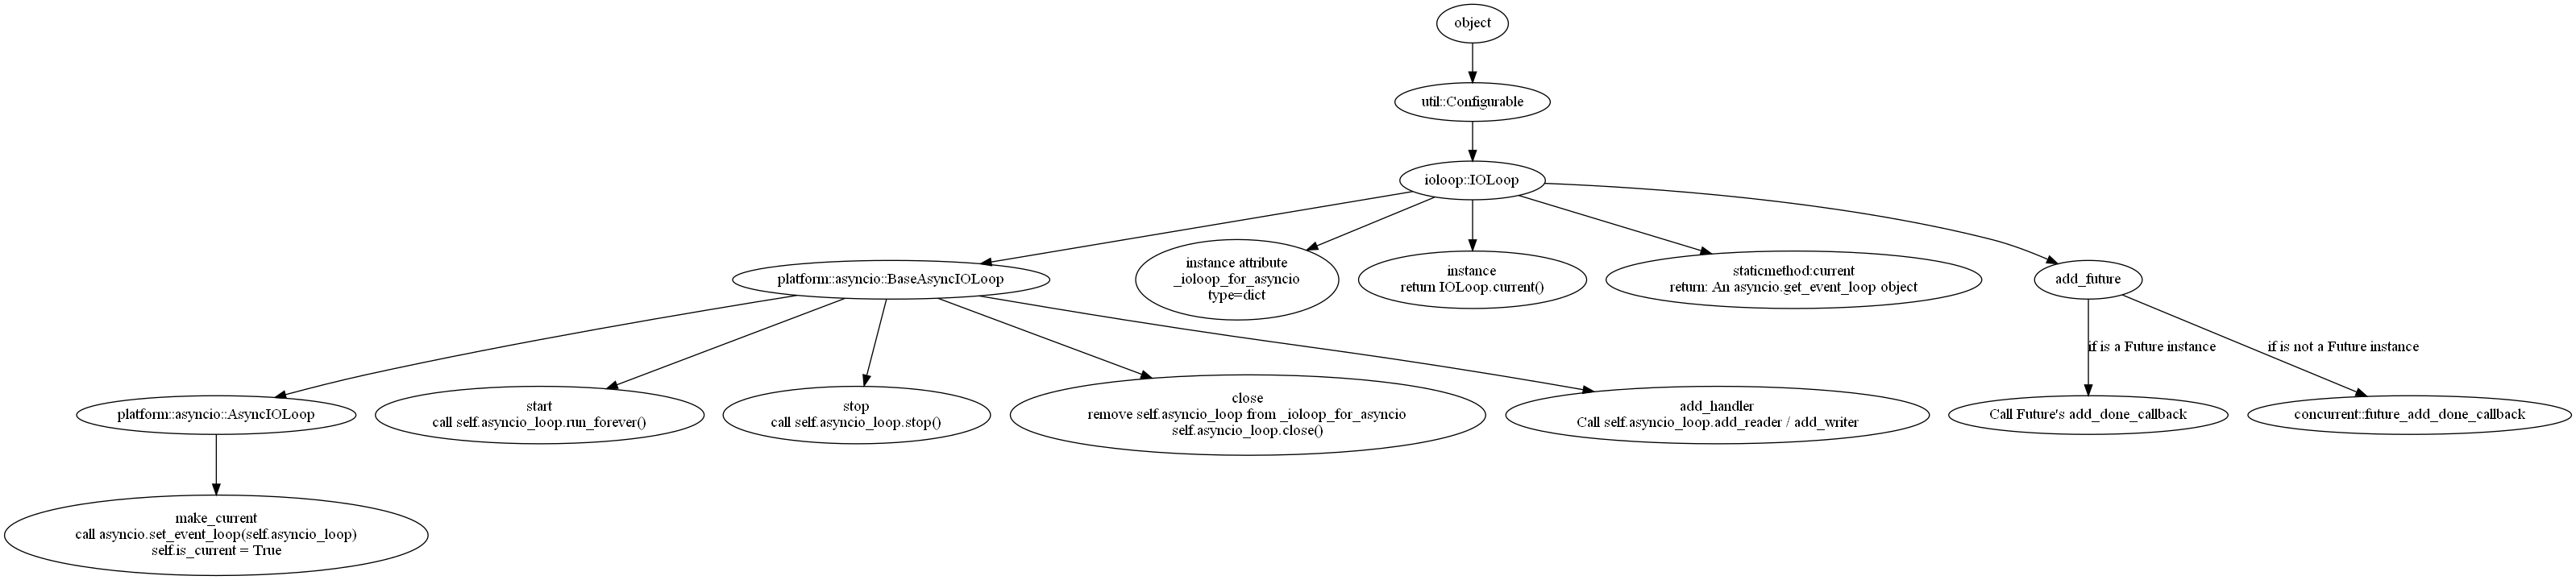 object
util::Configurable
ioloop::IOLoop
platform::asyncio::BaseAsyncIOLoop
instance attribute
_ioloop_for_asyncio
type=dict
instance
return IOLoop.current()
staticmethod:current
return: An asyncio.get_event_loop object
add_future
if is a Future instance
if is not a Future instance
platform::asyncio::AsyncIOLoop
start
call self.asyncio_loop.run_forever()
stop
call self.asyncio_loop.stop()
close
remove self.asyncio_loop from _ioloop_for_asyncio
self.asyncio_loop.close()
add_handler
Call self.asyncio_loop.add_reader / add_writer
Call Future's add_done_callback
concurrent::future_add_done_callback
make_current
call asyncio.set_event_loop(self.asyncio_loop)
self.is_current = True